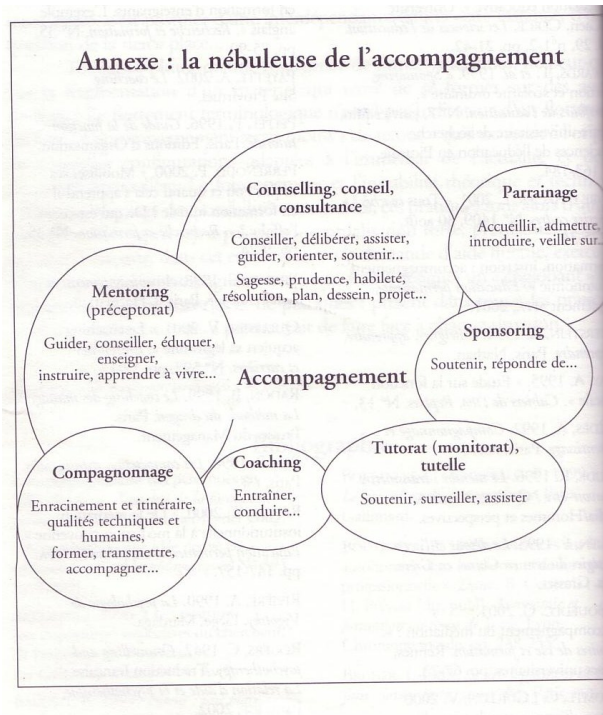 Annexe : la nébuleuse de l'accompagnement
Counselling, conseil,
consultance
Conseiller, délibérer, assister,
guider, orienter, soutenir...
Sagesse, prudence, habileté,
résolution, plan, dessein, projet...
Parrainage
Accueillir, admettre,
introduire, veiller sur...
Mentoring
(préceptorat)
Guider, conseiller, éduquer,
enseigner,
instruire, apprendre à vivre...
Sponsoring
Soutenir, répondre de...
Accompagnement
Compagnonnage
Enracinement et itinéraire,
qualités techniques et
humaines,
former, transmettre,
accompagner...
Coaching
Entraîner,
conduire...
Tutorat (monitorat),
tutelle
Soutenir, surveiller, assister